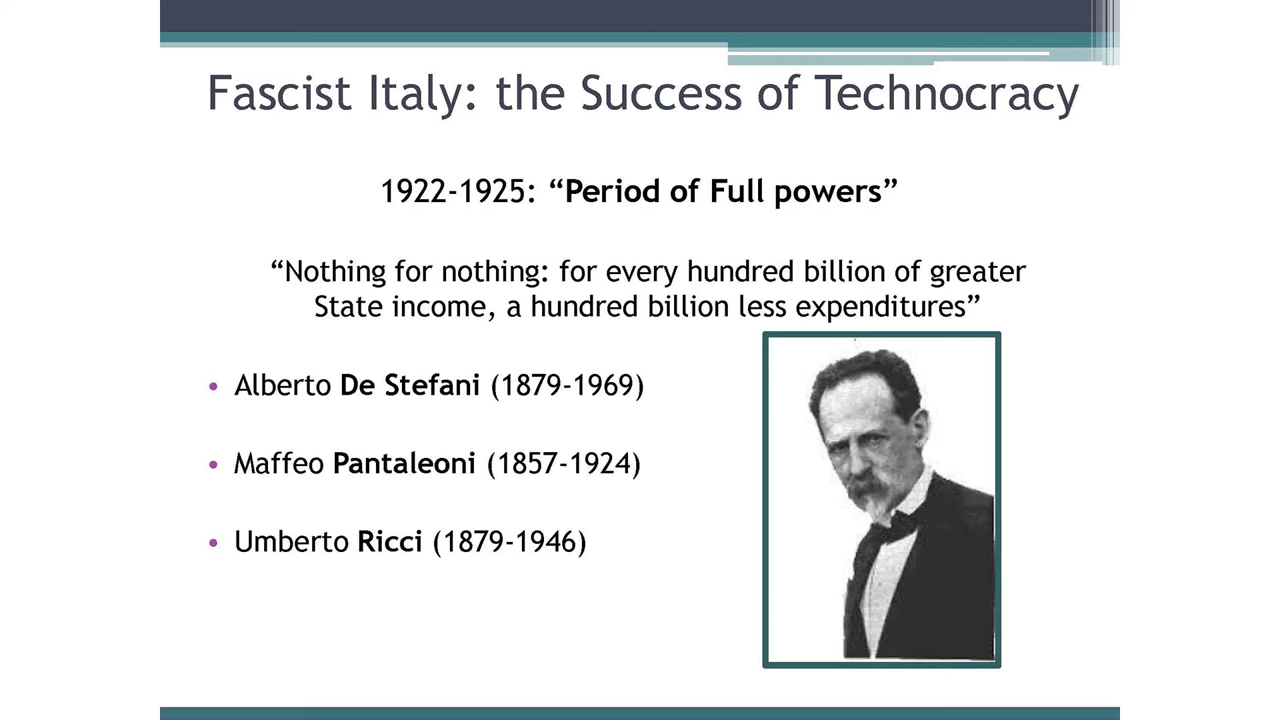 Fascist Italy: the Success of Technocracy
1922-1925: “Period of Full powers”
“Nothing for nothing: for every hundred billion of greater
State income, a hundred billion less expenditures”
• Alberto De Stefani (1879-1969)
• Maffeo Pantaleoni (1857-1924)
• Umberto Ricci (1879-1946)